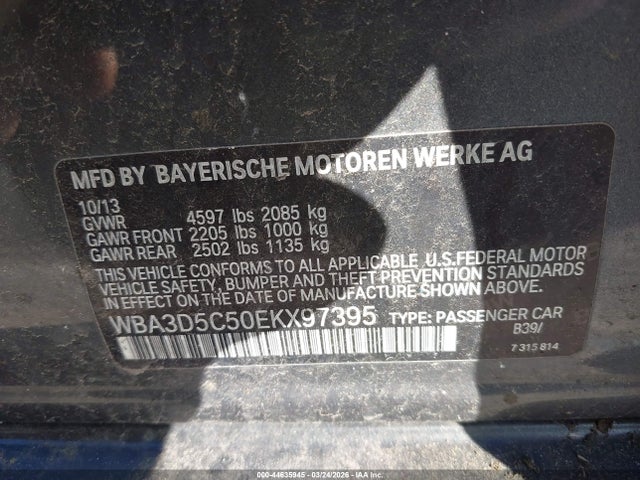 MFD BY BAYERISCHE MOTOREN WERKE AG
10/13
GVWR 4597 lbs 2085 kg
GAWR FRONT 2205 lbs 1000 kg
GAWR REAR 2502 lbs 1135 kg
THIS VEHICLE CONFORMS TO ALL APPLICABLE U.S.FEDERAL MOTOR
VEHICLE SAFETY, BUMPER AND THEFT PREVENTION STANDARDS
IN EFFECT ON THE DATE OF MANUFACTURE SHOWN ABOVE.
WBA3D5C50EKX97395 TYPE: PASSENGER CAR
B39/
7 315 814
000-44635945 - 03/24/2026 - IAA Inc.